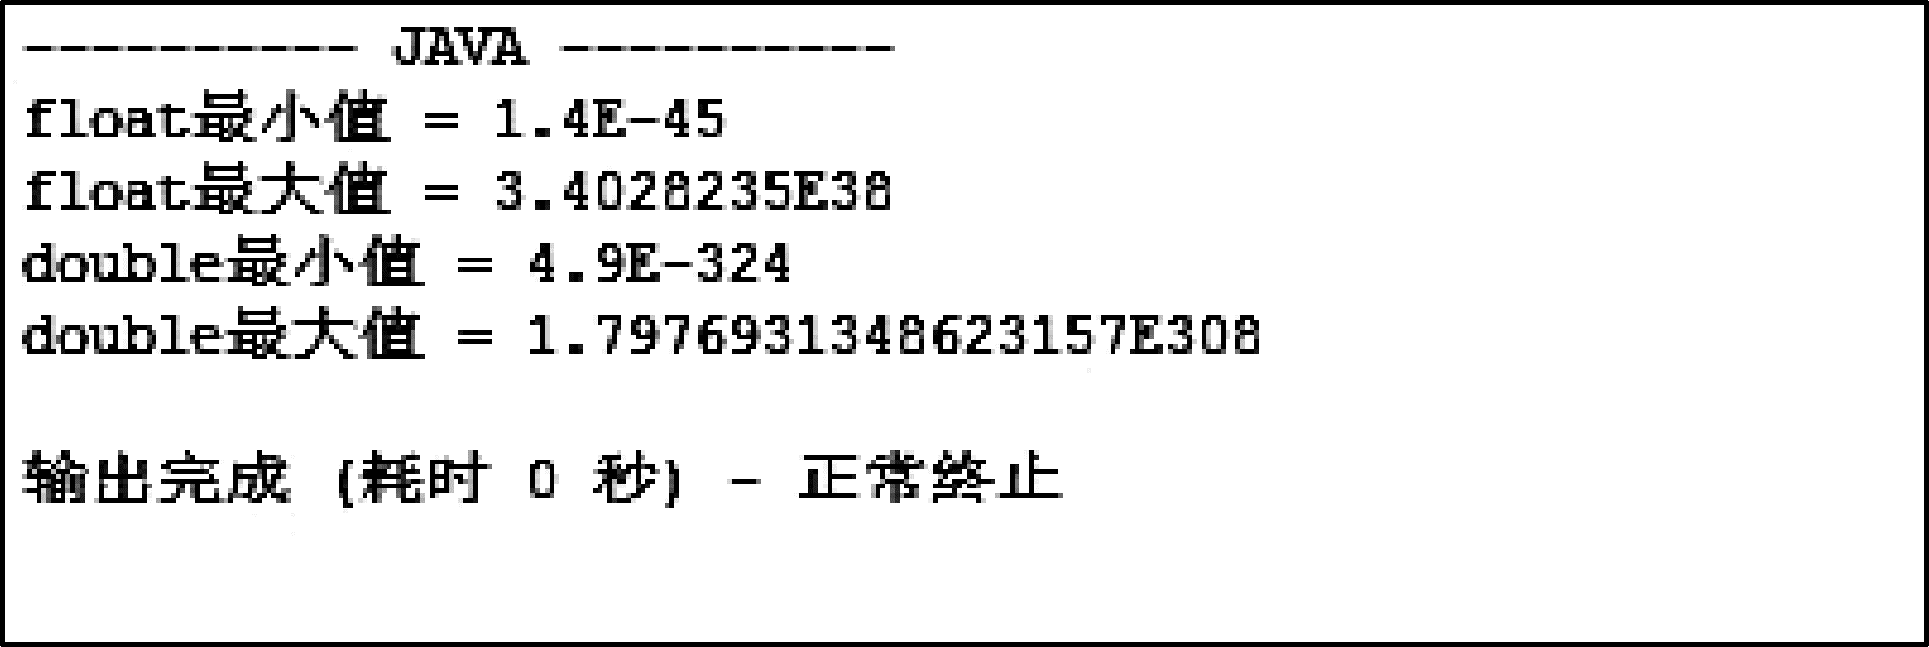 ---------- JAVA ----------
float最小值 = 1.4E-45
float最大值 = 3.4028235E38
double最小值 = 4.9E-324
double最大值 = 1.7976931348623157E308
输出完成 (耗时 0 秒) - 正常终止